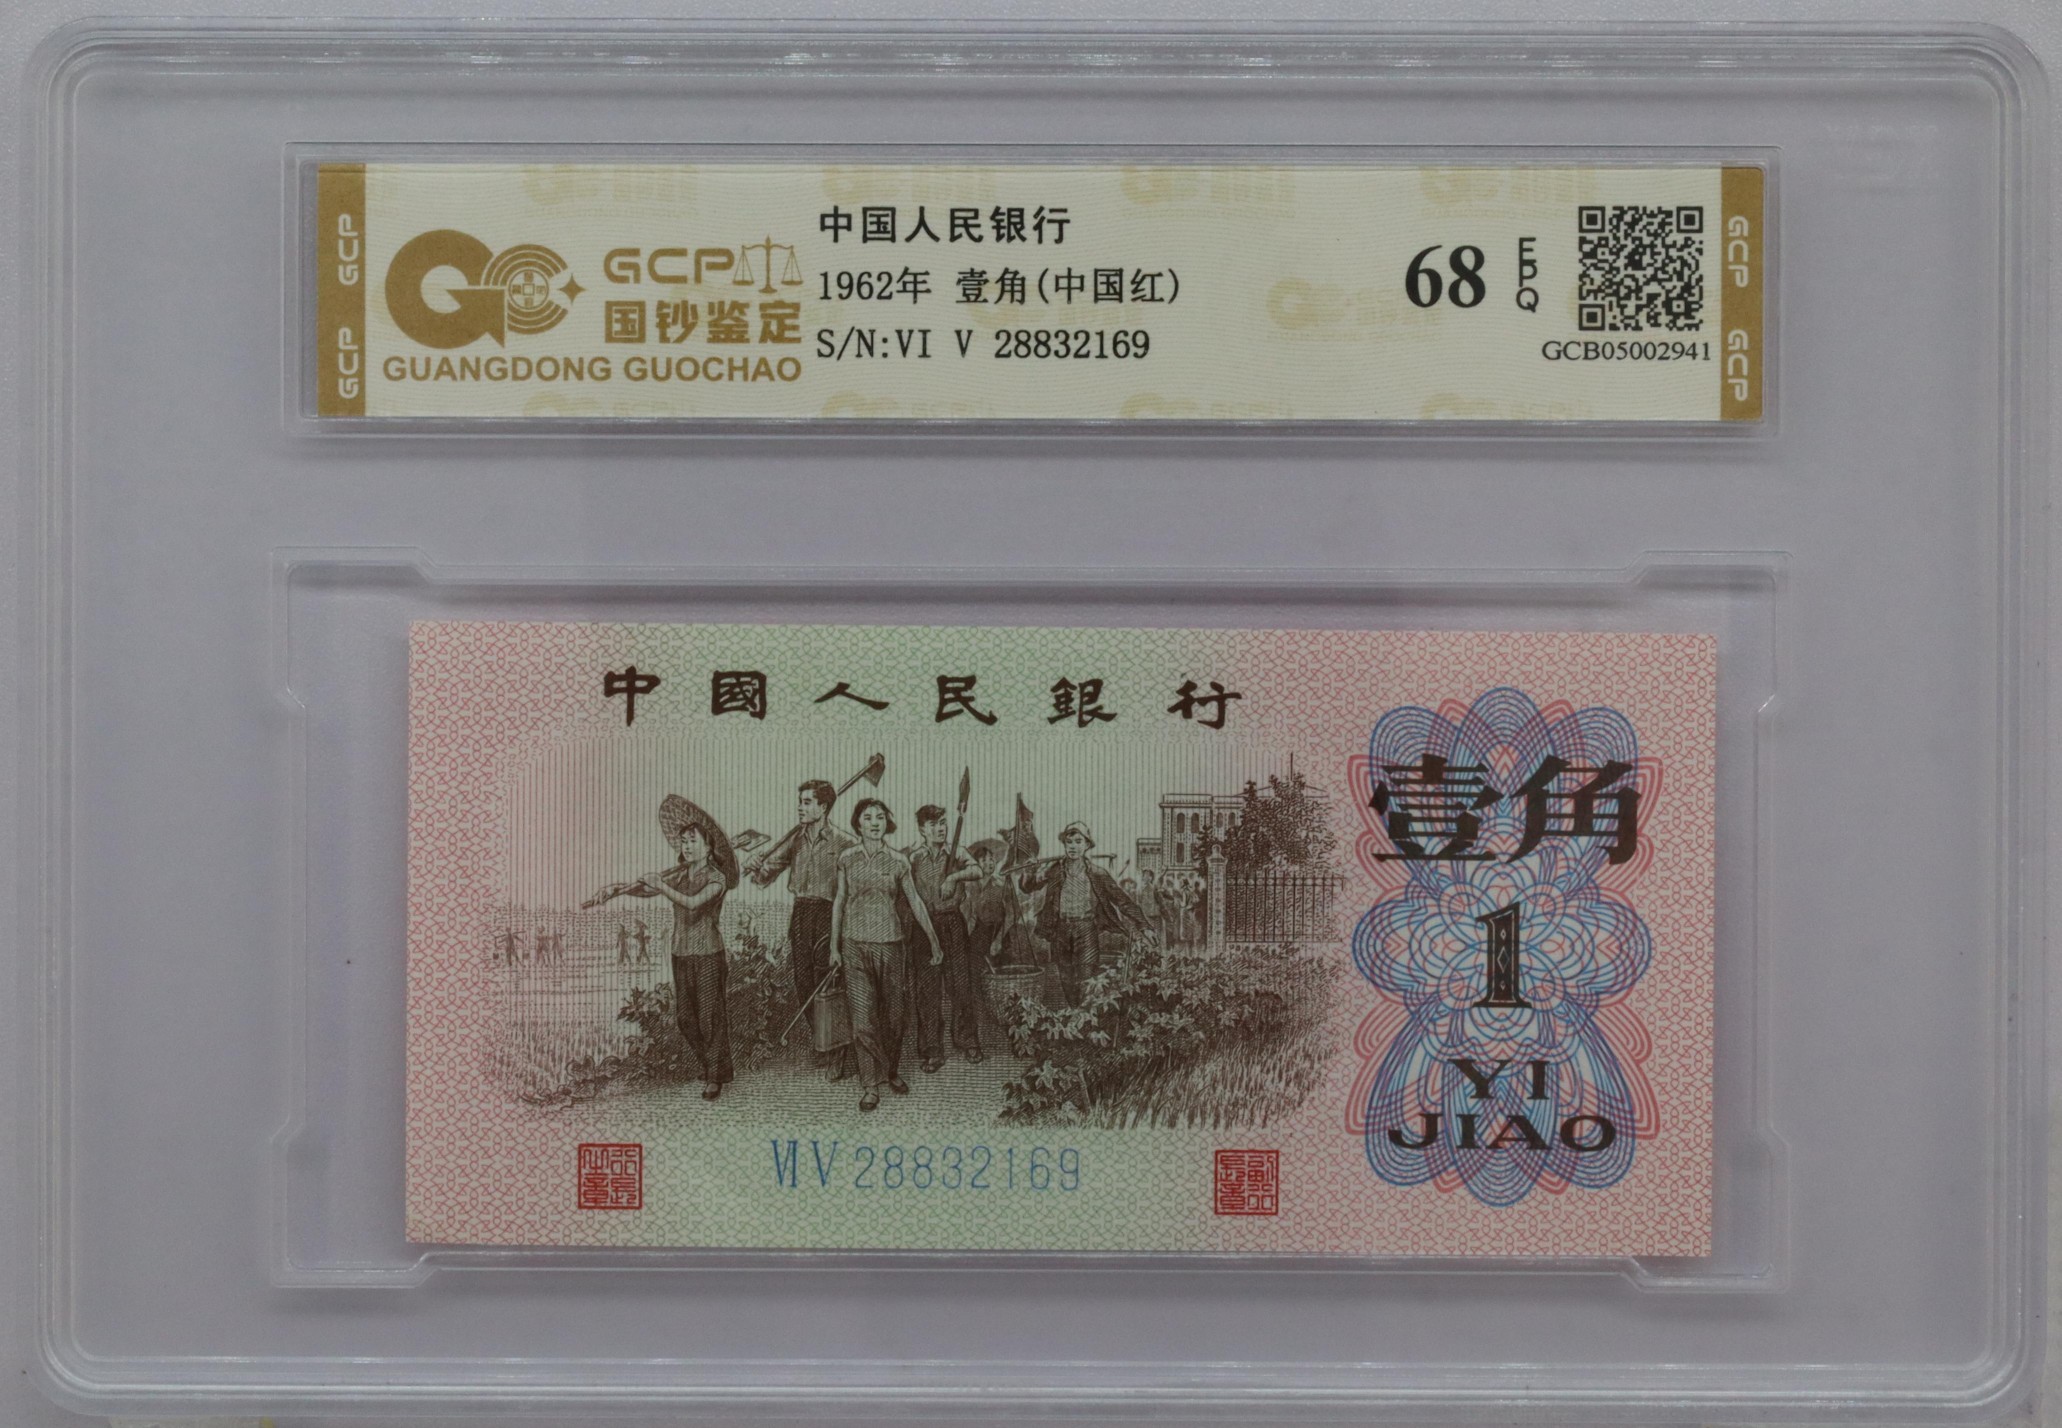 GCP
GCP
GCP
国钞鉴定
GUANGDONG GUOCHAO
中国人民银行
1962年 壹角(中国红)
S/N:VI V 28832169
68
EPQ
GCB05002941
GCP
GCP
中國人民銀行
壹角
1
YI
JIAO
VI V 28832169